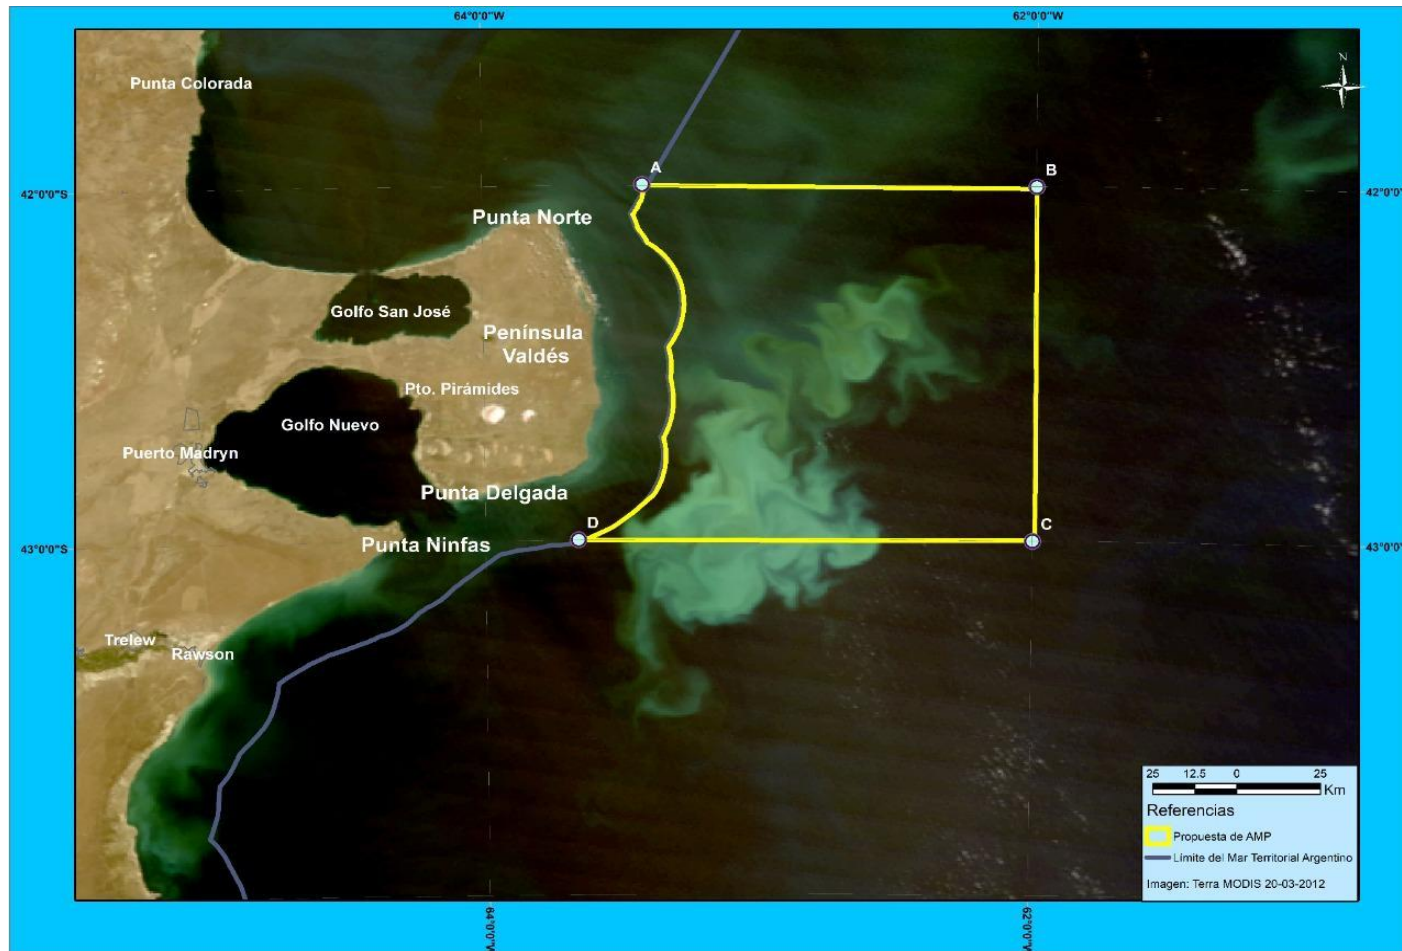 64°0'0"W
62°0'0"W
Punta Colorada
N
A
B
42°0'0"S
42°0'0"S
Punta Norte
Golfo San José
Península
Valdés
Pto. Pirámides
Golfo Nuevo
Puerto Madryn
Punta Delgada
D
C
Punta Ninfas
43°0'0"S
43°0'0"S
Trelew
Rawson
25 12.5 0 25
Km
Referencias
Propuesta de AMP
Límite del Mar Territorial Argentino
Imagen: Terra MODIS 20-03-2012
64°0'0"W
62°0'0"W